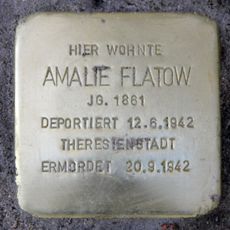 HIER WOHNTE
AMALIE FLATOW
JG. 1861
DEPORTIERT 12.6.1942
THERESIENSTADT
ERMORDET 20.9.1942